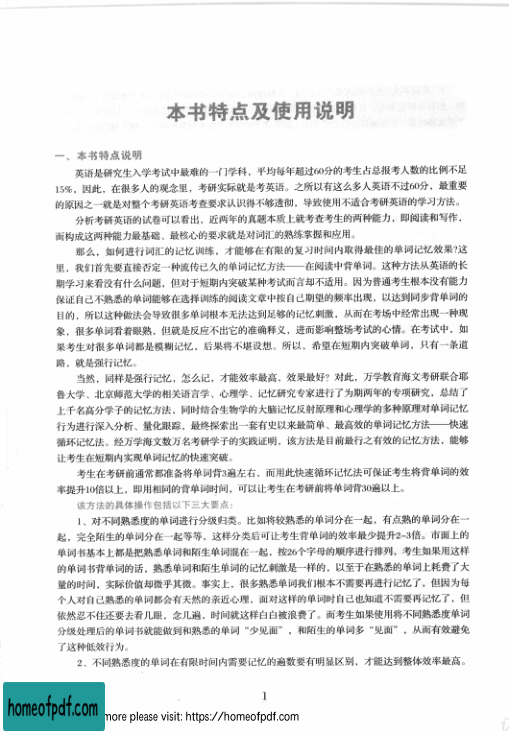 本书特点及使用说明
一、本书特点说明
英语是研究生入学考试中最难的一门学科，平均每年超过60分的考生占总报考人数的比例不足
15%，因此，在很多人的观念里，考研实际就是考英语。之所以有这么多人英语不过60分，最重要
的原因之一就是对整个考研英语考查要求认识得不够透彻，导致使用不适合考研英语的学习方法。
分析考研英语的试卷可以看出，近两年的真题本质上就考查考生的两种能力，即阅读和写作，
而构成这两种能力最基础、最核心的要求就是对词汇的熟练掌握和应用。
那么，如何进行词汇的记忆训练，才能够在有限的复习时间内取得最佳的单词记忆效果?这
里，我们首先要直接否定一种流传已久的单词记忆方法——在阅读中背单词。这种方法从英语的长
期学习来看没有什么问题，但对于短期内突破某种考试而言却不适用。因为普通考生根本没有能力
保证自己不熟悉的单词能够在选择训练的阅读文章中按自己期望的频率出现，以达到同步背单词的
目的，所以这种做法会导致很多单词根本无法达到足够的记忆刺激，从而在考场中经常出现一种现
象，很多单词看着眼熟，但就是反应不出它的准确释义，进而影响整场考试的心情。在考试中，如
果考生对很多单词都是模糊记忆，后果将不堪设想。所以，希望在短期内突破单词，只有一条道
路，就是强行记忆。
当然，同样是强行记忆，怎么记，才能效率最高，效果最好？对此，万学教育海文考研联合耶
鲁大学、北京师范大学的相关语言学、心理学、记忆研究专家进行了为期两年的专项研究，总结了
上千名高分学子的记忆方法，同时结合生物学的大脑记忆反射原理和心理学的多种原理对单词记忆
行为进行深入分析、量化跟踪，最终探索出一套有史以来最简单、最高效的单词记忆方法——快速
循环记忆法。经万学海文数万名考研学子的实践证明，该方法是目前最行之有效的记忆方法，能够
让考生在短期内实现单词记忆的快速突破。
考生在考研前通常都准备将单词背3遍左右，而用此快速循环记忆法可保证考生将背单词的效
率提升10倍以上，即用相同的背单词时间，可以让考生在考研前将单词背30遍以上。
该方法的具体操作包括以下三大要点：
1．对不同熟悉度的单词进行分级归类。比如将较熟悉的单词分在一起，有点熟的单词分在一
起，完全陌生的单词分在一起等等，这样分类后可让考生背单词的效率最少提升2-3倍。市面上的
单词书基本上都是把熟悉单词和陌生单词混在一起，按26个字母的顺序进行排列，考生如果用这样
的单词书背单词的话，熟悉单词和陌生单词的记忆刺激是一样的，以至于在熟悉的单词上耗费了大
量的时间，实际价值却微乎其微。事实上，很多熟悉单词我们根本不需要再进行记忆了，但因为每
个人对自己熟悉的单词都会有天然的亲近心理，面对这样的单词时自己也知道不需要再记忆了，但
依然忍不住还要去看几眼，念几遍，时间就这样白白被浪费了。而考生如果使用将不同熟悉度单词
分级处理后的单词书就能做到和熟悉的单词“少见面”，和陌生的单词多“见面”，从而有效避免
了这种低效行为。
2．不同熟悉度的单词在有限时间内需要记忆的遍数要有明显区别，才能达到整体效率最高。
1
homeofpdf.com
more please visit: https://homeofpdf.com